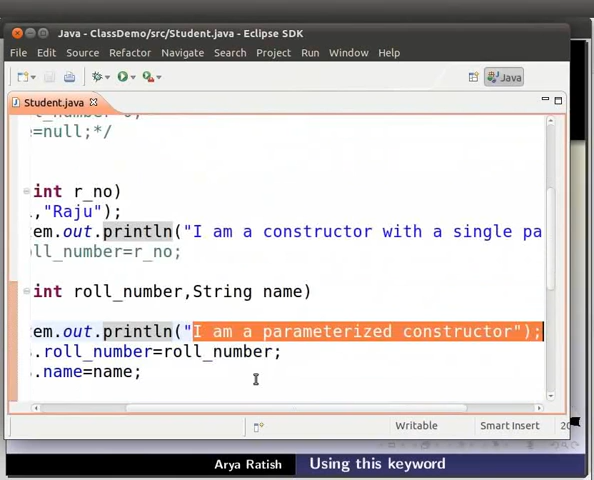 Java - ClassDemo/src/Student.java - Eclipse SDK
File Edit Source Refactor Navigate Search Project Run Window Help
Java
Student.java
e=null;*/
int r_no)
,"Raju");
em.out.println("I am a constructor with a single pa
oll_number=r_no;
int roll_number,String name)
em.out.println("I am a parameterized constructor");
.roll_number=roll_number;
.name=name;
Writable Smart Insert 20
Arya Ratish Using this keyword